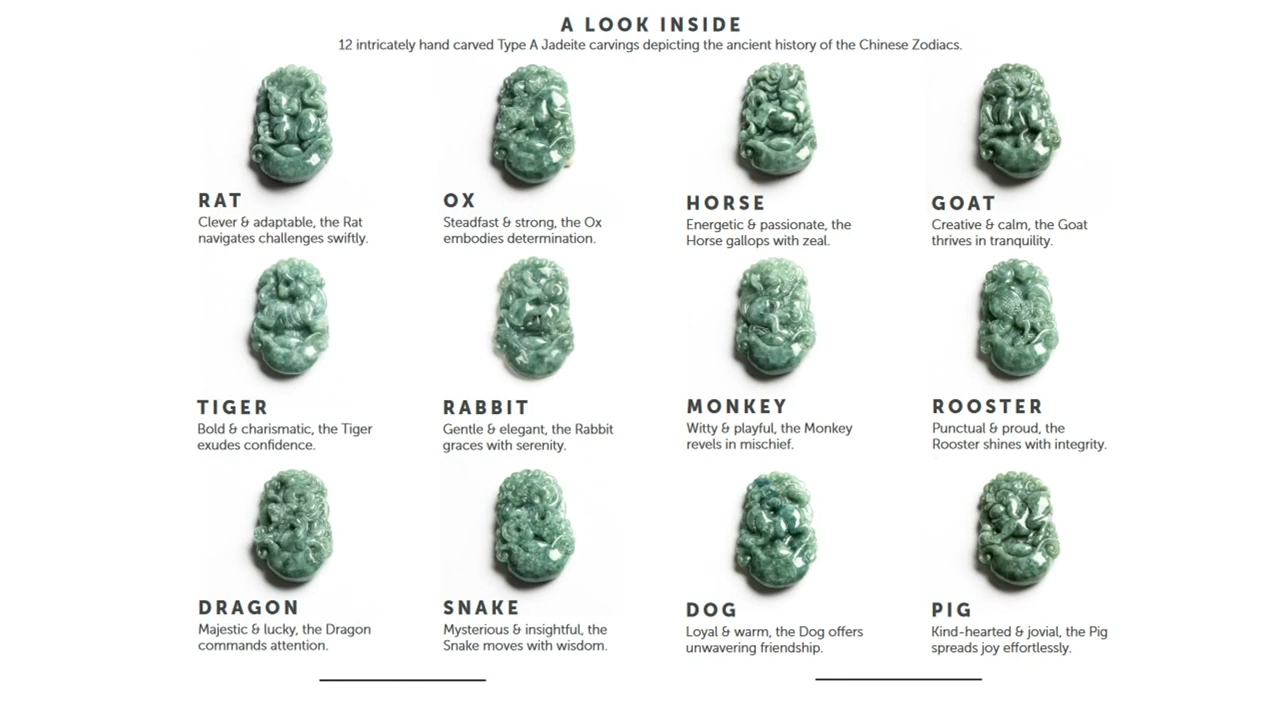 A LOOK INSIDE
12 intricately hand carved Type A Jadeite carvings depicting the ancient history of the Chinese Zodiacs.
RAT
Clever & adaptable, the Rat
navigates challenges swiftly.
OX
Steadfast & strong, the Ox
embodies determination.
HORSE
Energetic & passionate, the
Horse gallops with zeal.
GOAT
Creative & calm, the Goat
thrives in tranquility.
TIGER
Bold & charismatic, the Tiger
exudes confidence.
RABBIT
Gentle & elegant, the Rabbit
graces with serenity.
MONKEY
Witty & playful, the Monkey
revels in mischief.
ROOSTER
Punctual & proud, the
Rooster shines with integrity.
DRAGON
Majestic & lucky, the Dragon
commands attention.
SNAKE
Mysterious & insightful, the
Snake moves with wisdom.
DOG
Loyal & warm, the Dog offers
unwavering friendship.
PIG
Kind-hearted & jovial, the Pig
spreads joy effortlessly.